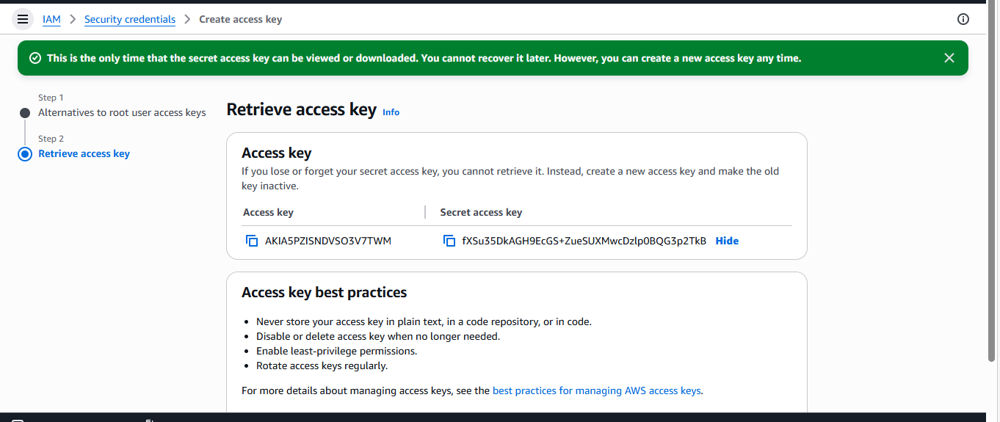 IAM > Security credentials > Create access key
This is the only time that the secret access key can be viewed or downloaded. You cannot recover it later. However, you can create a new access key any time.
Step 1
Alternatives to root user access keys
Step 2
Retrieve access key
Retrieve access key Info
Access key
If you lose or forget your secret access key, you cannot retrieve it. Instead, create a new access key and make the old
key inactive.
Access key Secret access key
AKIA5PZISNDVSO3V7TWM fXSu35DkAGH9EcGS+ZueSUXMwcDzlp0BQG3p2TkB Hide
Access key best practices
• Never store your access key in plain text, in a code repository, or in code.
• Disable or delete access key when no longer needed.
• Enable least-privilege permissions.
• Rotate access keys regularly.
For more details about managing access keys, see the best practices for managing AWS access keys.